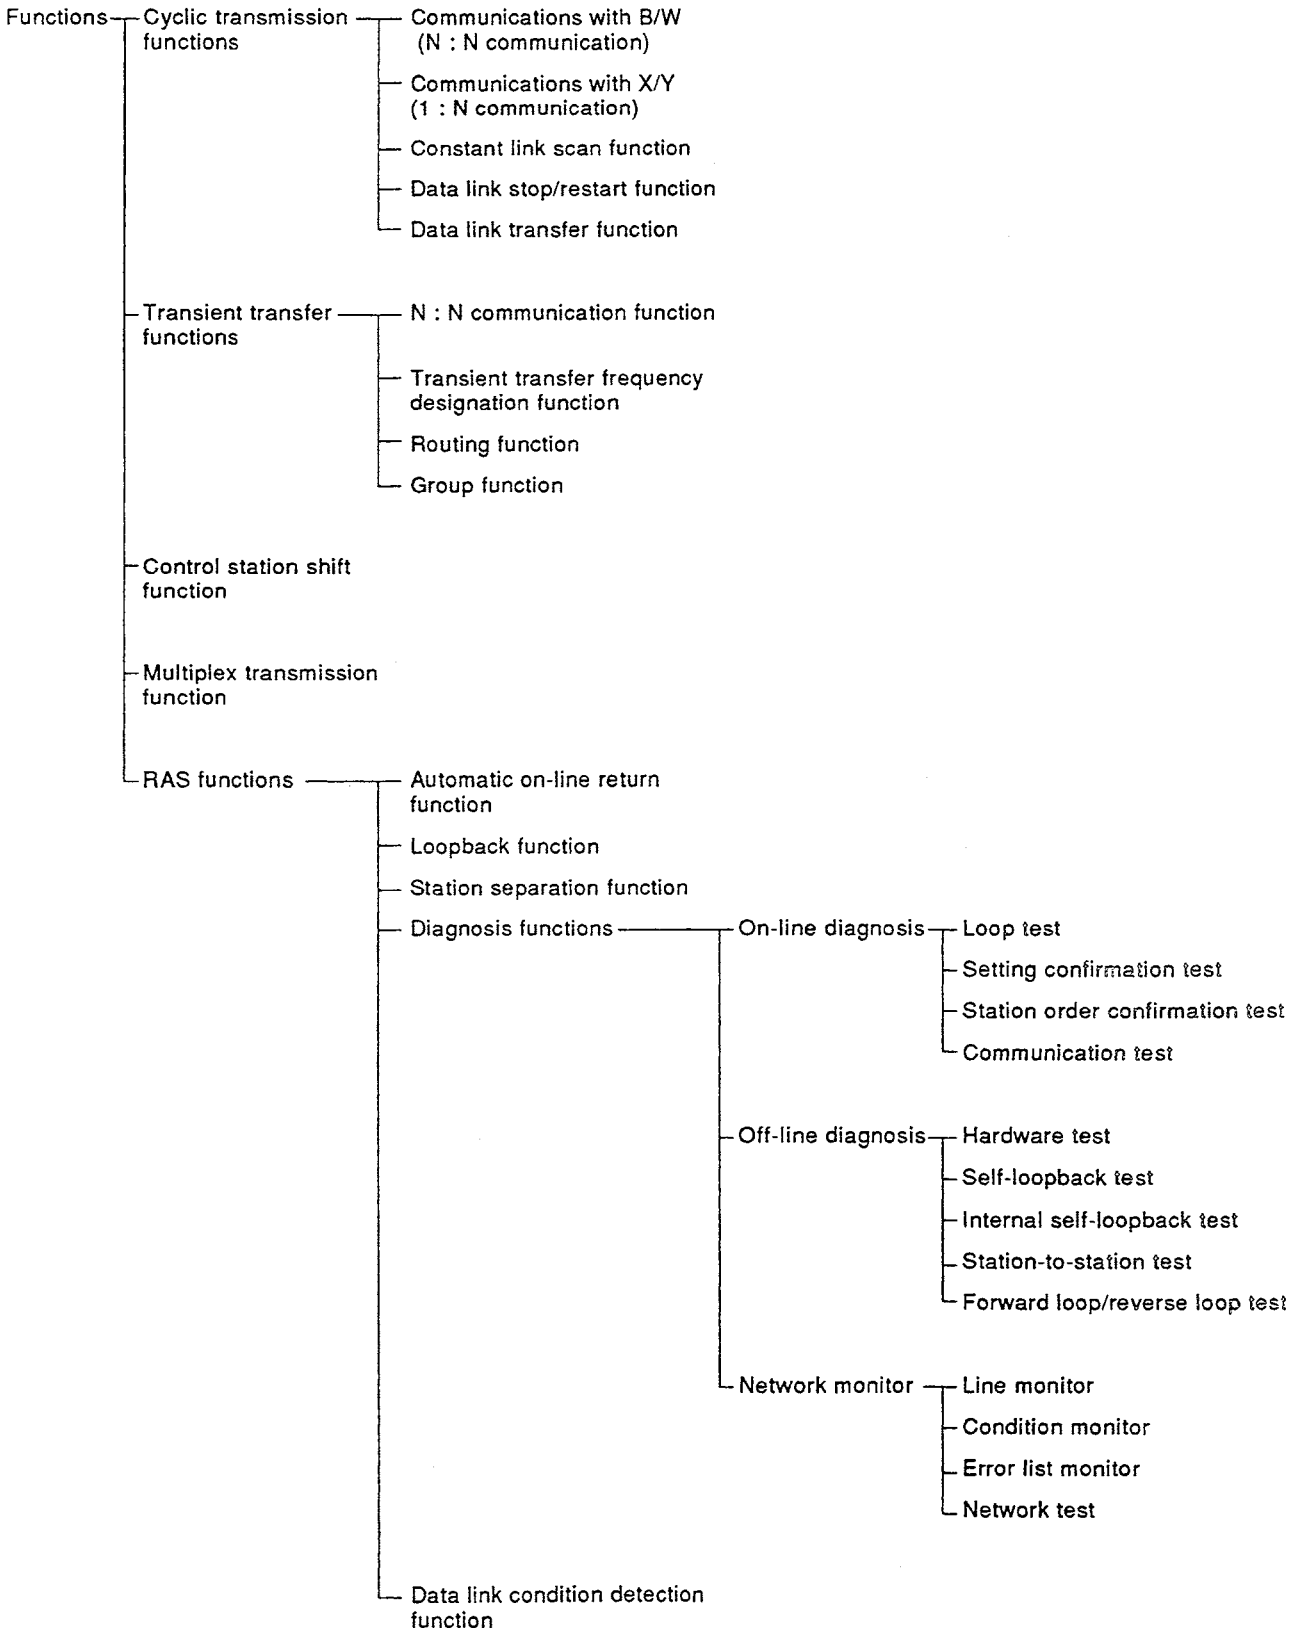 Functions
Cyclic transmission
functions
Communications with B/W
(N : N communication)
Communications with X/Y
(1 : N communication)
Constant link scan function
Data link stop/restart function
Data link transfer function
Transient transfer
functions
N : N communication function
Transient transfer frequency
designation function
Routing function
Group function
Control station shift
function
Multiplex transmission
function
RAS functions
Automatic on-line return
function
Loopback function
Station separation function
Diagnosis functions
On-line diagnosis
Loop test
Setting confirmation test
Station order confirmation test
Communication test
Off-line diagnosis
Hardware test
Self-loopback test
Internal self-loopback test
Station-to-station test
Forward loop/reverse loop test
Network monitor
Line monitor
Condition monitor
Error list monitor
Network test
Data link condition detection
function